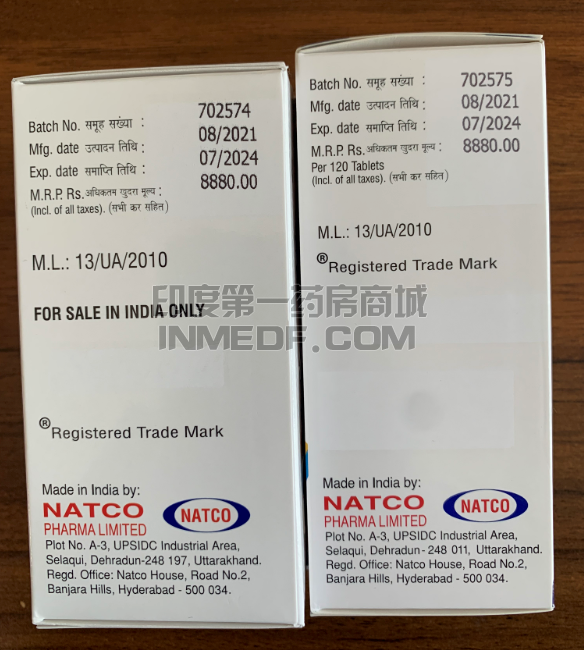 Batch No. समूह सख्या : 702574
Mfg. date उत्पादन तिथि : 08/2021
Exp. date समाप्ति तिथि : 07/2024
M.R.P. Rs. अधिकतम खुदरा मूल्य : 8880.00
(Incl. of all taxes). (सभी कर सहित)
M.L.: 13/UA/2010
FOR SALE IN INDIA ONLY
®Registered Trade Mark
Made in India by:
NATCO
PHARMA LIMITED
NATCO
Plot No. A-3, UPSIDC Industrial Area,
Selaqui, Dehradun-248 197, Uttarakhand.
Regd. Office: Natco House, Road No.2,
Banjara Hills, Hyderabad - 500 034.
Batch No. समूह संख्या : 702575
Mfg. date उत्पादन तिथि : 08/2021
Exp. date समाप्ति तिथि : 07/2024
M.R.P. Rs. अधिकतम खुदरा मूल्य : 8880.00
Per 120 Tablets
(Incl. of all taxes). (सभी कर सहित)
M.L.: 13/UA/2010
®Registered Trade Mark
Made in India by:
NATCO
PHARMA LIMITED
NATCO
Plot No. A-3, UPSIDC Industrial Area,
Selaqui, Dehradun - 248 011, Uttarakhand.
Regd. Office: Natco House, Road No.2,
Banjara Hills, Hyderabad - 500 034.
印度第一药房商城
INMEDF.COM